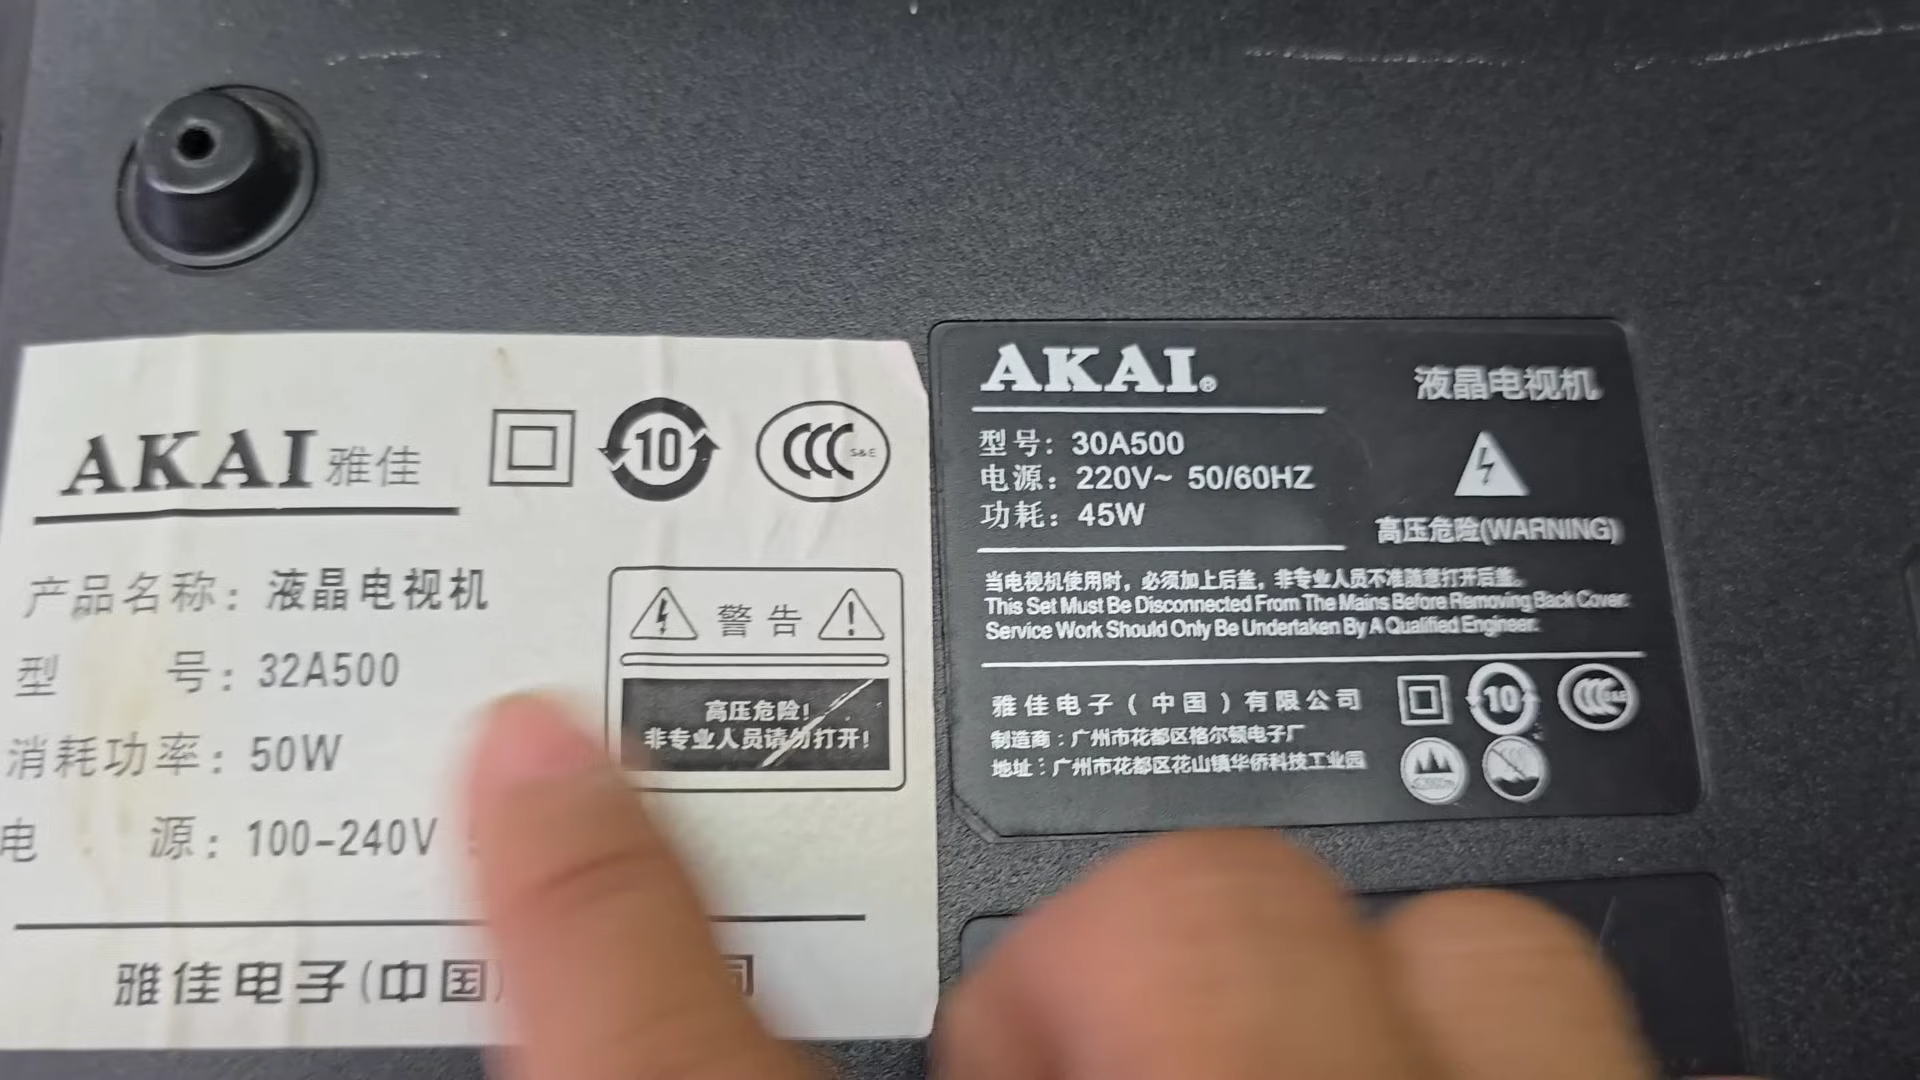 AKAI 雅佳
10
CCC S&E
产品名称: 液晶电视机
型 号: 32A500
消耗功率: 50W
电 源: 100-240V
警告
高压危险!
非专业人员请勿打开!
雅佳电子(中国)
AKAI®
液晶电视机
型号: 30A500
电源: 220V~ 50/60HZ
功耗: 45W
高压危险(WARNING)
当电视机使用时, 必须加上后盖, 非专业人员不准随意打开后盖。
This Set Must Be Disconnected From The Mains Before Removing Back Cover.
Service Work Should Only Be Undertaken By A Qualified Engineer.
雅佳电子(中国)有限公司
制造商: 广州市花都区格尔顿电子厂
地址: 广州市花都区花山镇华侨科技工业园
10
CCC